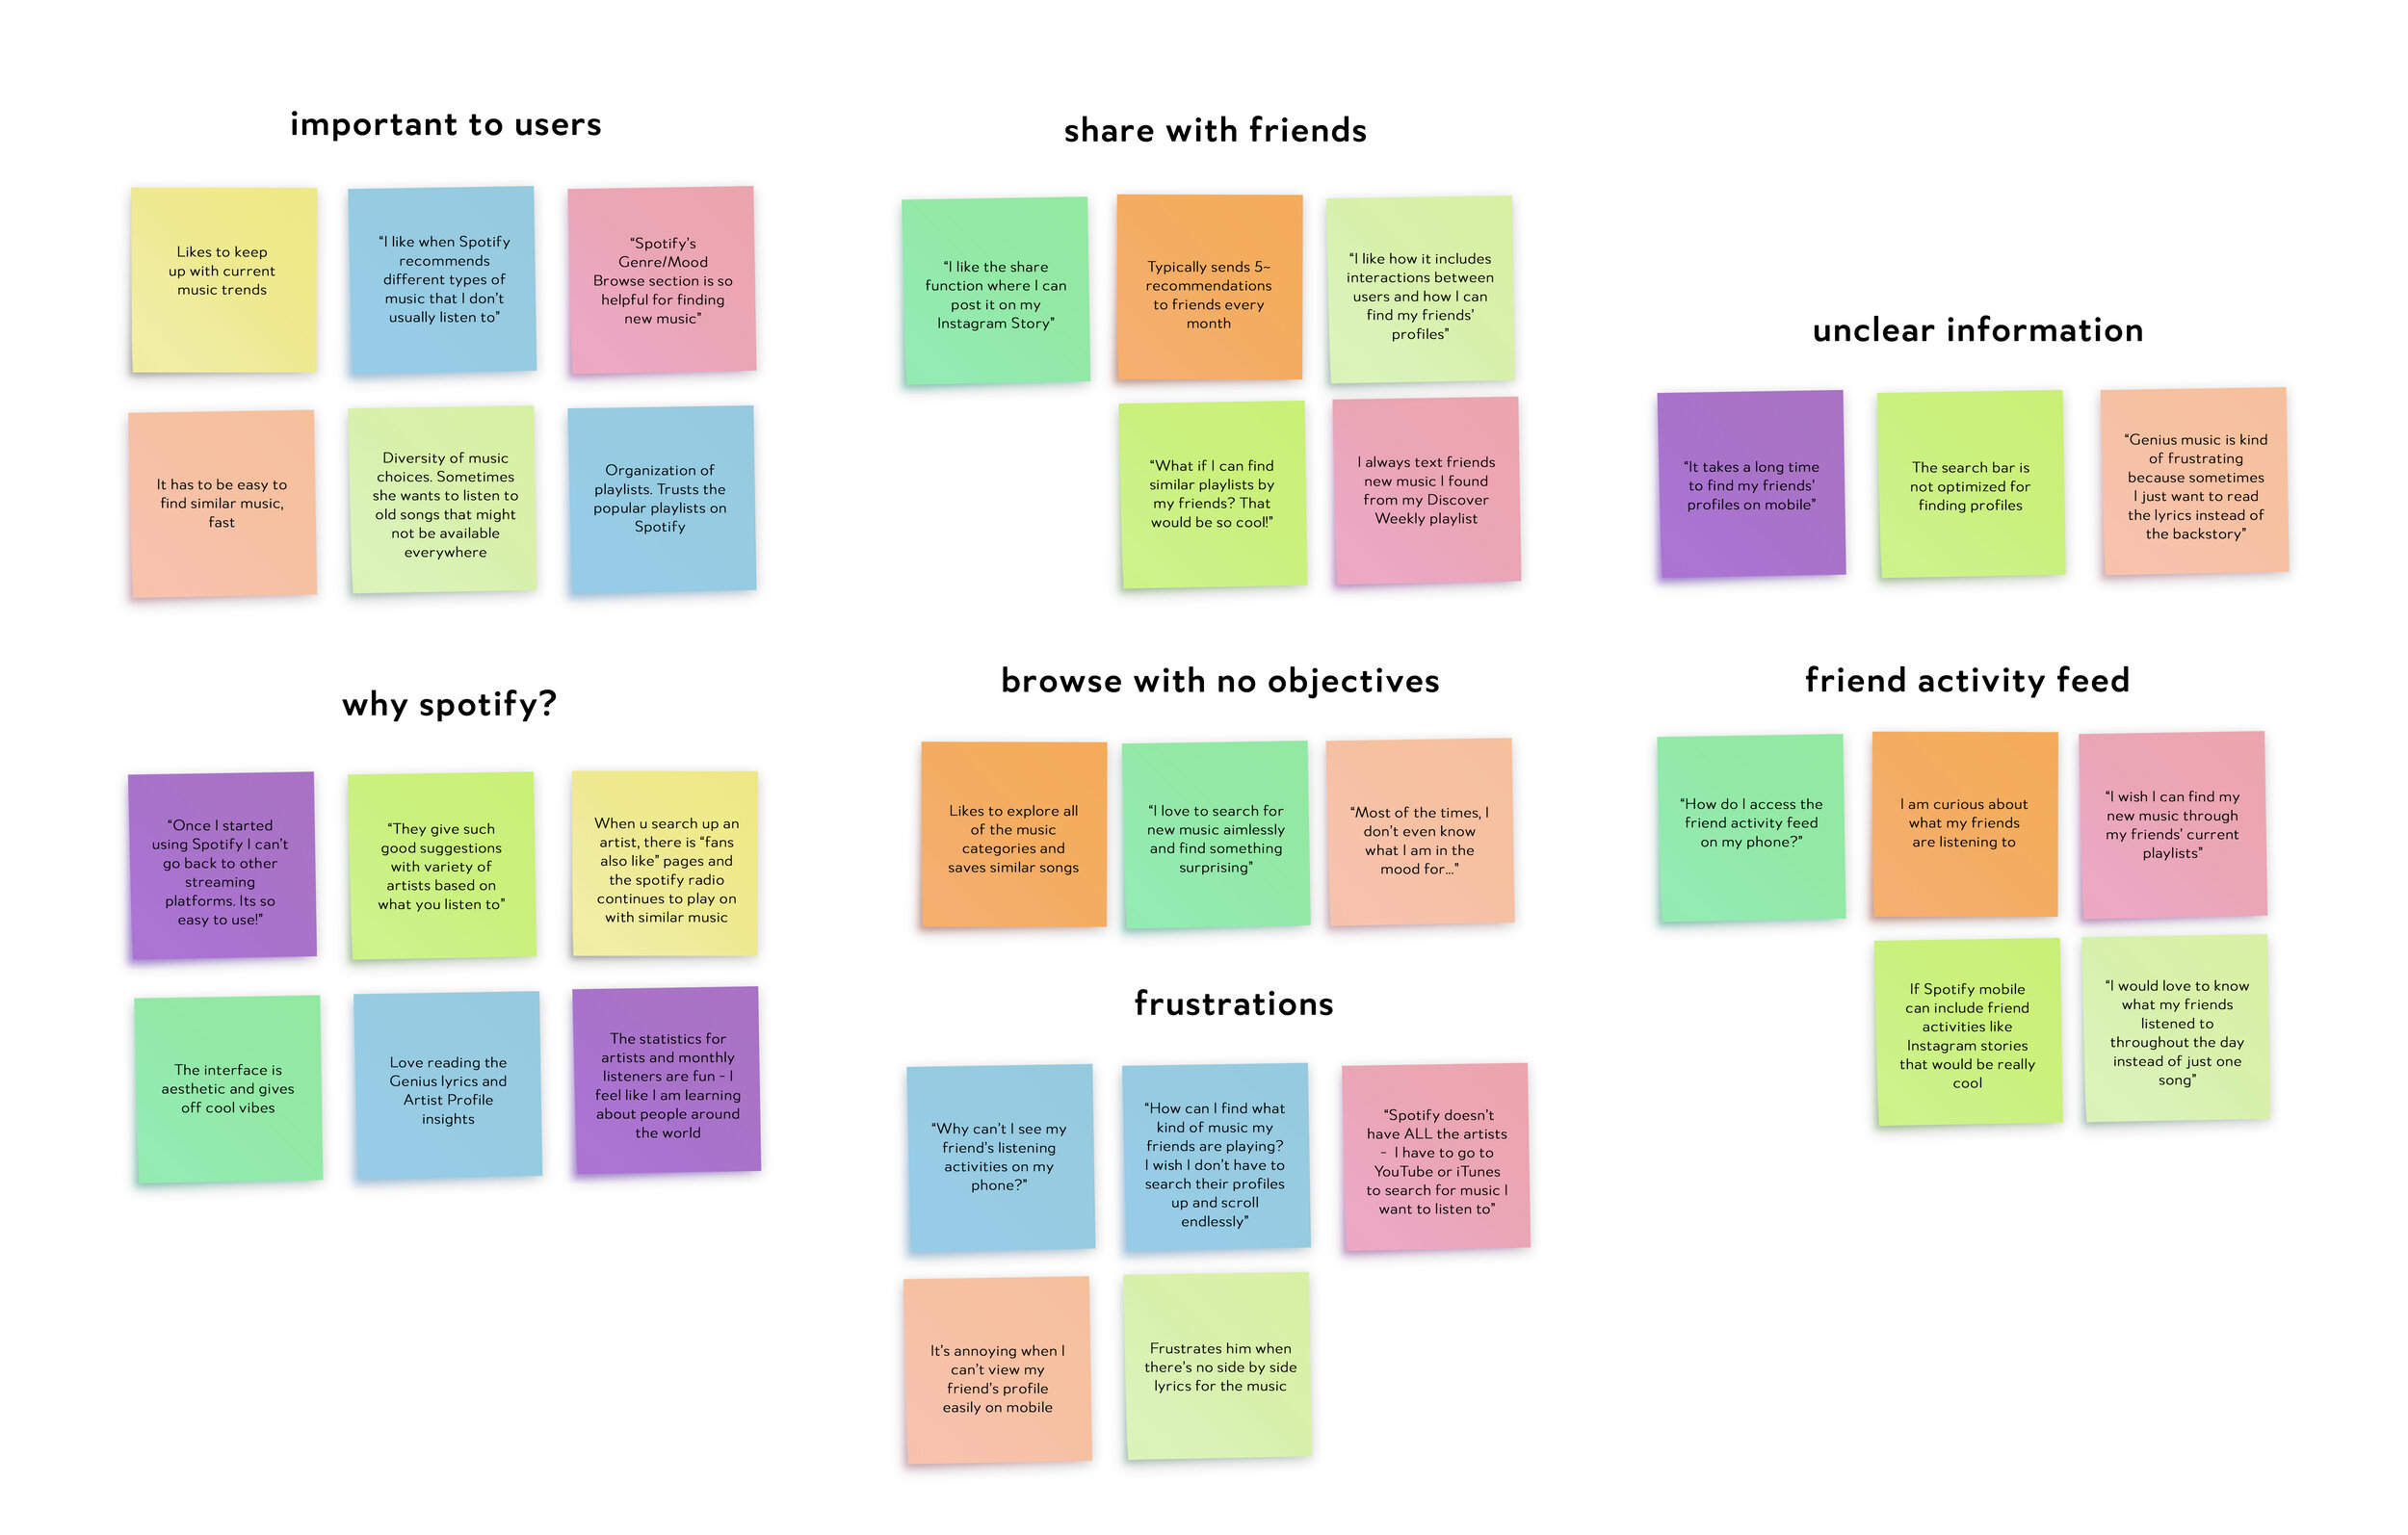 important to users
Likes to keep
up with current
music trends
“I like when Spotify
recommends
different types of
music that I don’t
usually listen to”
“Spotify’s
Genre/Mood
Browse section is so
helpful for finding
new music”
It has to be easy to
find similar music,
fast
Diversity of music
choices. Sometimes
she wants to listen to
old songs that might
not be available
everywhere
Organization of
playlists. Trusts the
popular playlists on
Spotify
why spotify?
“Once I started
using Spotify I can’t
go back to other
streaming
platforms. Its so
easy to use!”
“They give such
good suggestions
with variety of
artists based on
what you listen to”
When u search up an
artist, there is “fans
also like” pages and
the spotify radio
continues to play on
with similar music
The interface is
aesthetic and gives
off cool vibes
Love reading the
Genius lyrics and
Artist Profile
insights
The statistics for
artists and monthly
listeners are fun - I
feel like I am learning
about people around
the world
share with friends
“I like the share
function where I can
post it on my
Instagram Story”
Typically sends 5~
recommendations
to friends every
month
“I like how it includes
interactions between
users and how I can
find my friends’
profiles”
“What if I can find
similar playlists by
my friends? That
would be so cool!”
I always text friends
new music I found
from my Discover
Weekly playlist
browse with no objectives
Likes to explore all
of the music
categories and
saves similar songs
“I love to search for
new music aimlessly
and find something
surprising”
“Most of the times, I
don’t even know
what I am in the
mood for...”
frustrations
“Why can’t I see my
friend’s listening
activities on my
phone?”
“How can I find what
kind of music my
friends are playing?
I wish I don’t have to
search their profiles
up and scroll
endlessly”
“Spotify doesn’t
have ALL the artists
- I have to go to
YouTube or iTunes
to search for music I
want to listen to”
It’s annoying when I
can’t view my
friend’s profile
easily on mobile
Frustrates him when
there’s no side by side
lyrics for the music
unclear information
“It takes a long time
to find my friends’
profiles on mobile”
The search bar is
not optimized for
finding profiles
“Genius music is kind
of frustrating
because sometimes
I just want to read
the lyrics instead of
the backstory”
friend activity feed
“How do I access the
friend activity feed
on my phone?”
I am curious about
what my friends
are listening to
“I wish I can find my
new music through
my friends’ current
playlists”
If Spotify mobile
can include friend
activities like
Instagram stories
that would be really
cool
“I would love to know
what my friends
listened to
throughout the day
instead of just one
song”